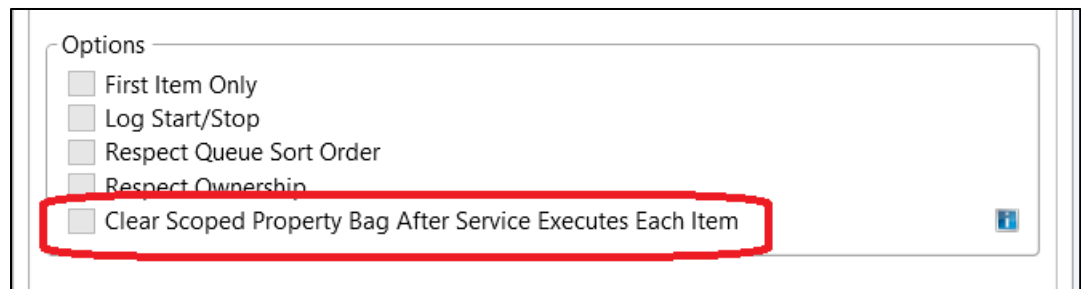 Options
First Item Only
Log Start/Stop
Respect Queue Sort Order
Respect Ownership
Clear Scoped Property Bag After Service Executes Each Item